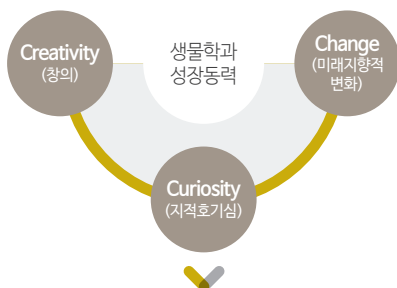 Creativity
(창의)
생물학과
성장동력
Change
(미래지향적
변화)
Curiosity
(지적호기심)